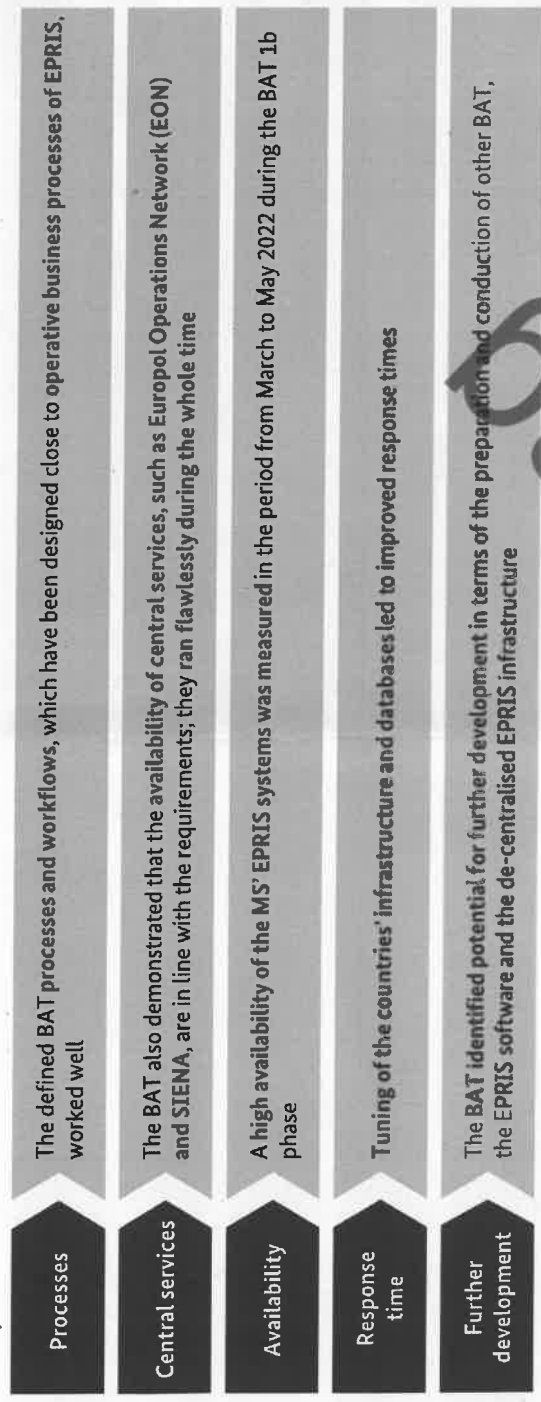 Processes
The defined BAT processes and workflows, which have been designed close to operative business processes of EPRIS,
worked well
Central services
The BAT also demonstrated that the availability of central services, such as Europol Operations Network (EON)
and SIENA, are in line with the requirements; they ran flawlessly during the whole time
Availability
A high availability of the MS' EPRIS systems was measured in the period from March to May 2022 during the BAT 1b
phase
Response
time
Tuning of the countries' infrastructure and databases led to improved response times
Further
development
The BAT identified potential for further development in terms of the preparation and conduction of other BAT,
the EPRIS software and the de-centralised EPRIS infrastructure